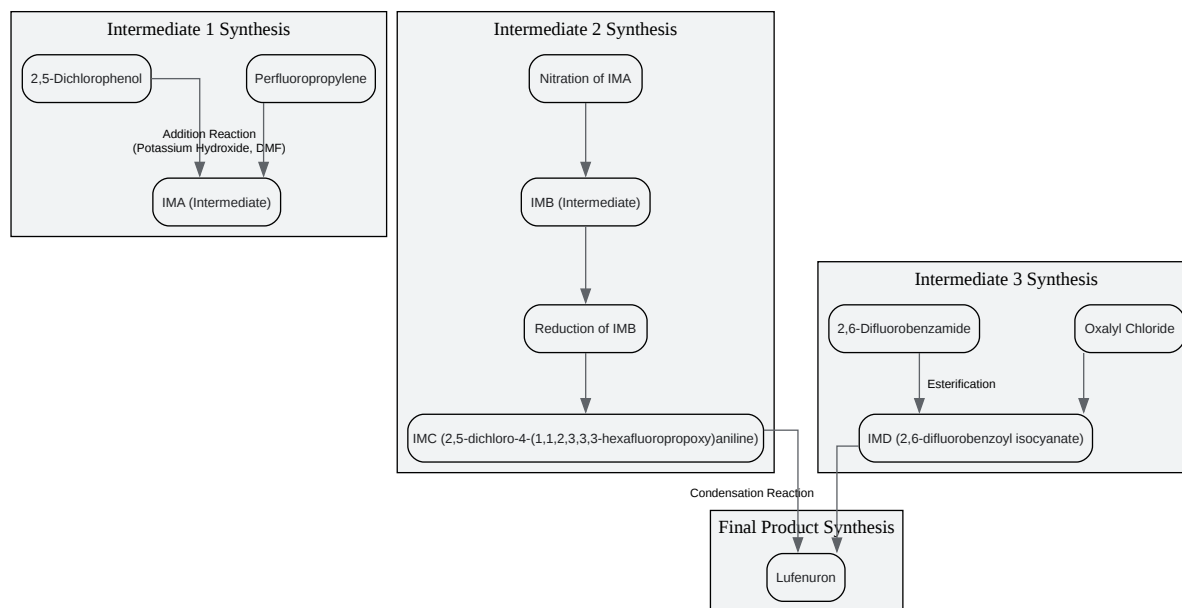 Intermediate 1 Synthesis
2,5-Dichlorophenol
Perfluoropropylene
Addition Reaction
(Potassium Hydroxide, DMF)
IMA (Intermediate)
Intermediate 2 Synthesis
Nitration of IMA
IMB (Intermediate)
Reduction of IMB
IMC (2,5-dichloro-4-(1,1,2,3,3,3-hexafluoropropoxy)aniline)
Intermediate 3 Synthesis
2,6-Difluorobenzamide
Oxalyl Chloride
Esterification
IMD (2,6-difluorobenzoyl isocyanate)
Condensation Reaction
Final Product Synthesis
Lufenuron